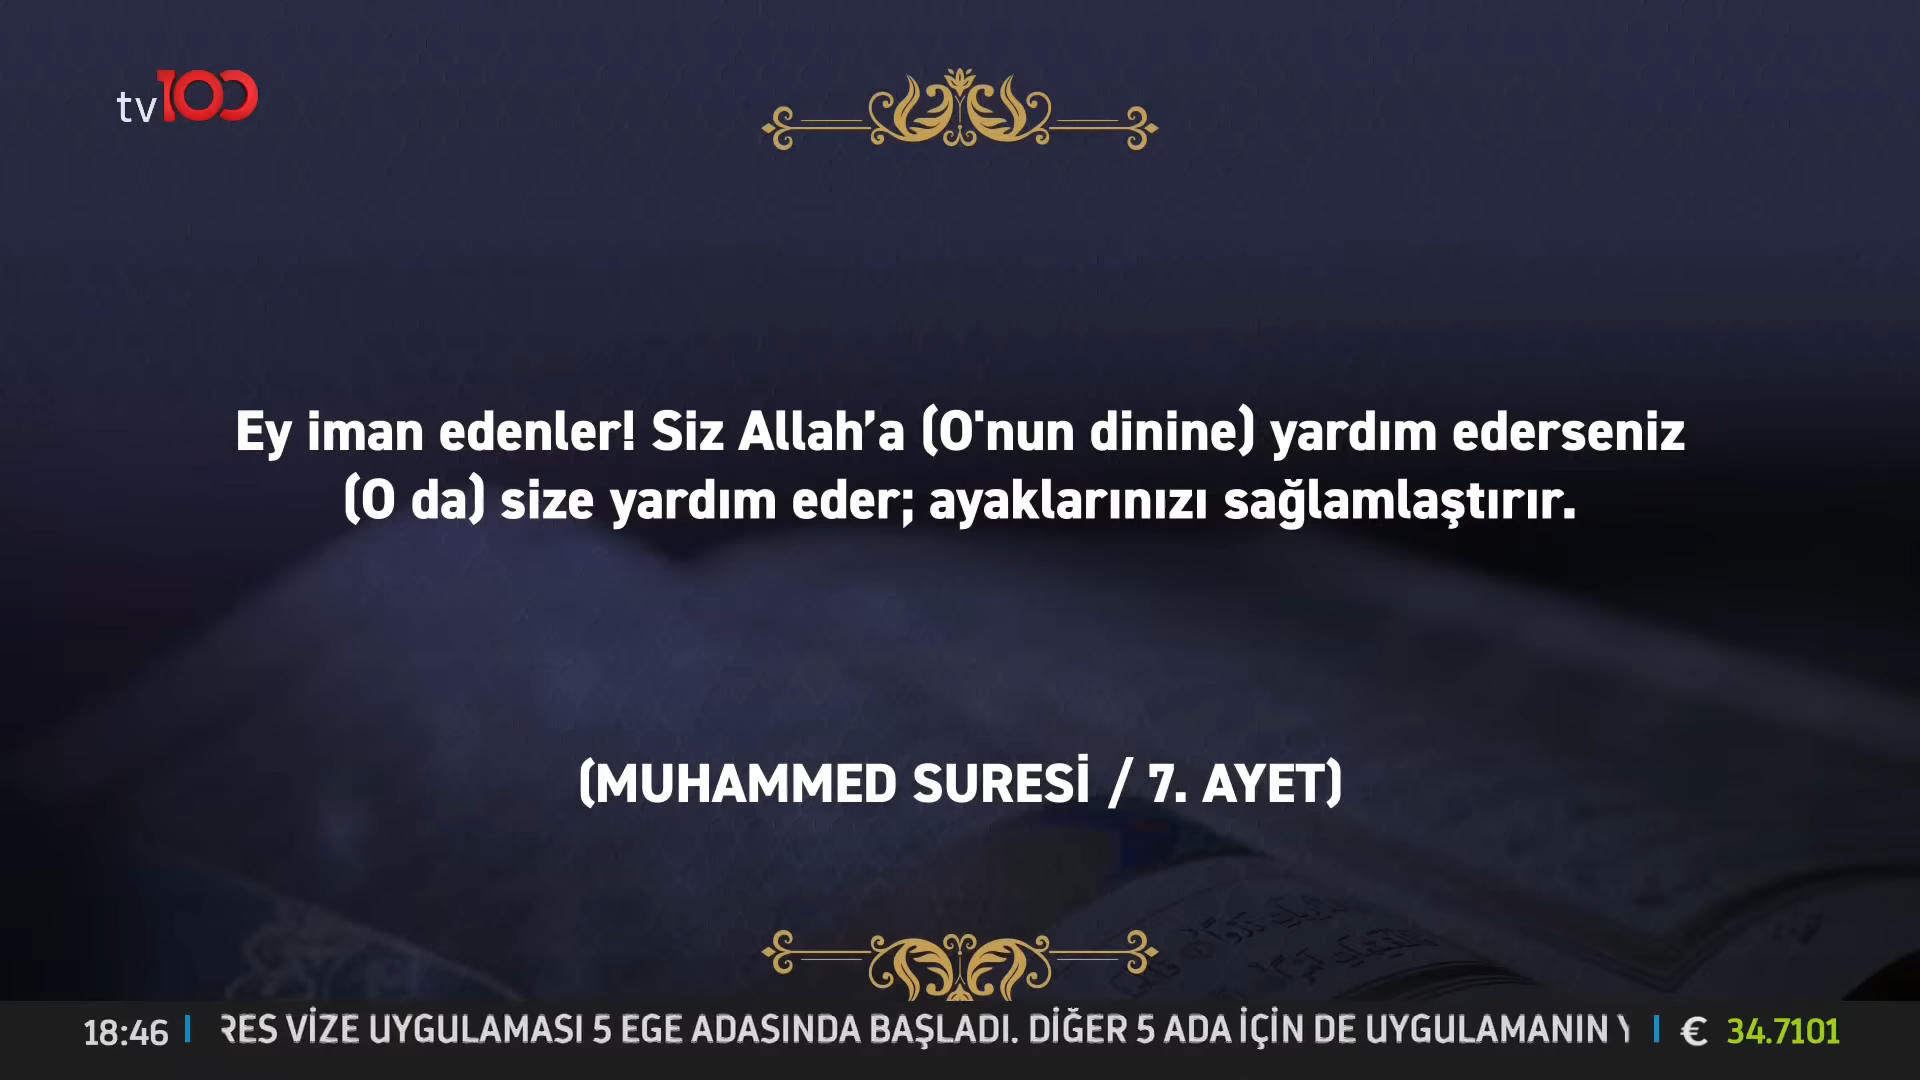 tv100
Ey iman edenler! Siz Allah’a (O'nun dinine) yardım ederseniz
(O da) size yardım eder; ayaklarınızı sağlamlaştırır.
(MUHAMMED SURESİ / 7. AYET)
18:46 RES VİZE UYGULAMASI 5 EGE ADASINDA BAŞLADI. DİĞER 5 ADA İÇİN DE UYGULAMANIN € 34.7101